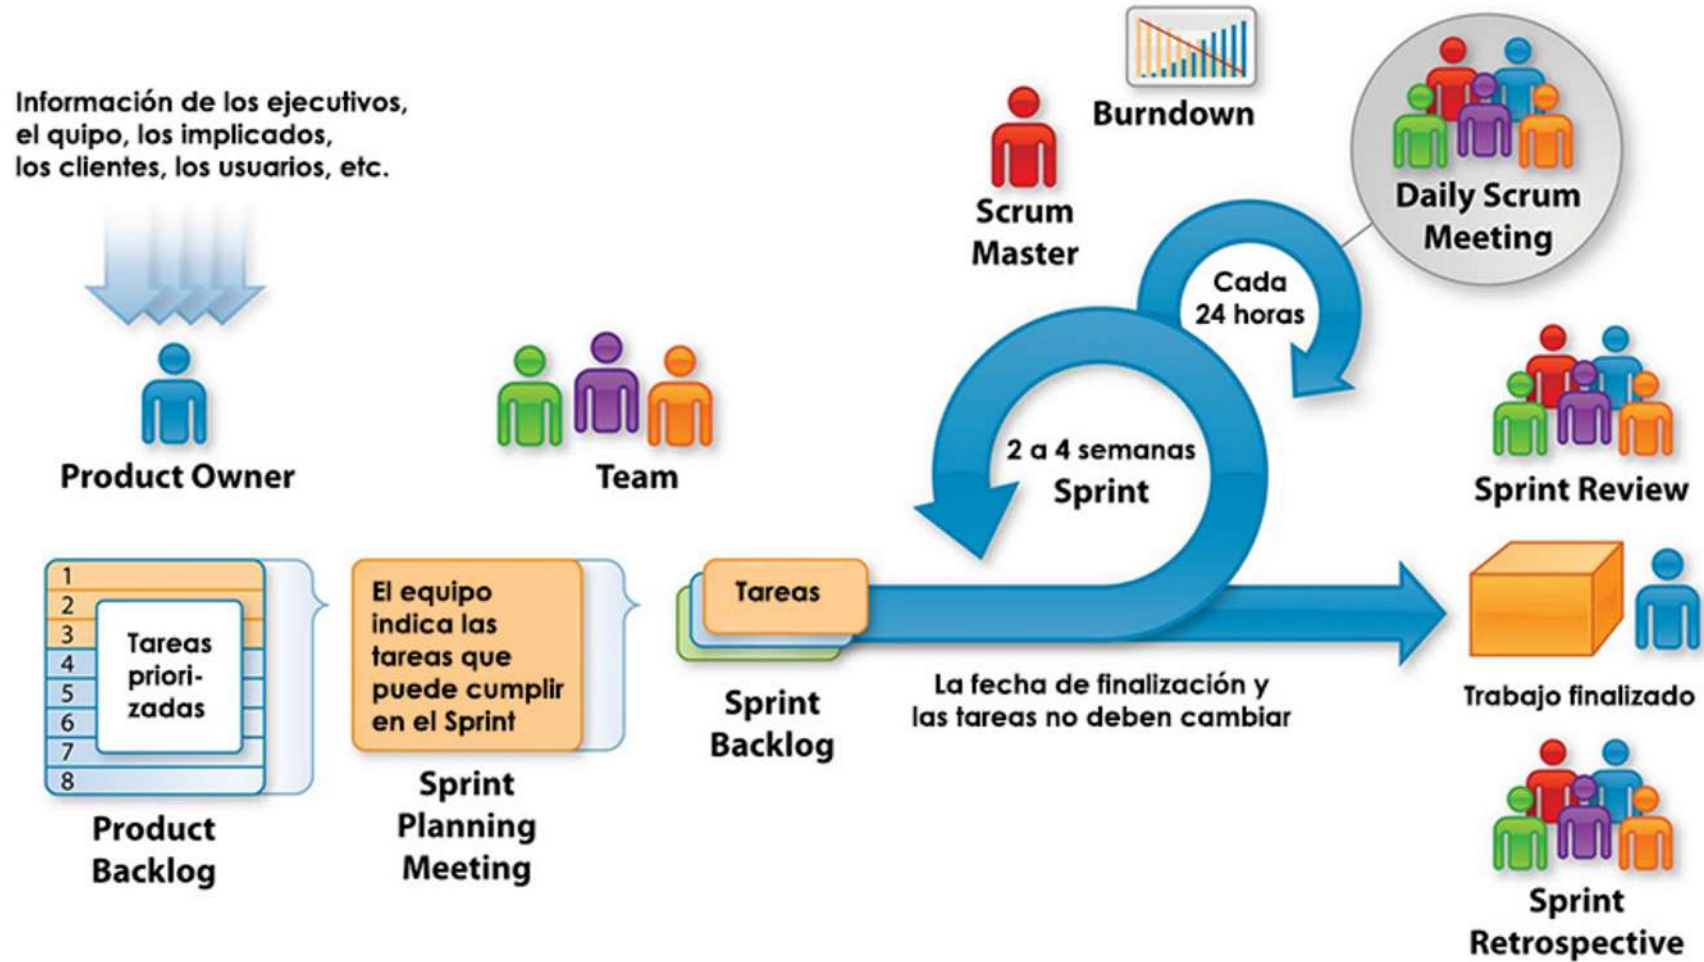 Información de los ejecutivos,
el quipo, los implicados,
los clientes, los usuarios, etc.
Product Owner
Team
Scrum
Master
Burndown
Daily Scrum
Meeting
Cada
24 horas
2 a 4 semanas
Sprint
Sprint Review
1
2
3
4
5
6
7
8
Tareas
priori-
zadas
Product
Backlog
El equipo
indica las
tareas que
puede cumplir
en el Sprint
Sprint
Planning
Meeting
Tareas
Sprint
Backlog
La fecha de finalización y
las tareas no deben cambiar
Trabajo finalizado
Sprint
Retrospective